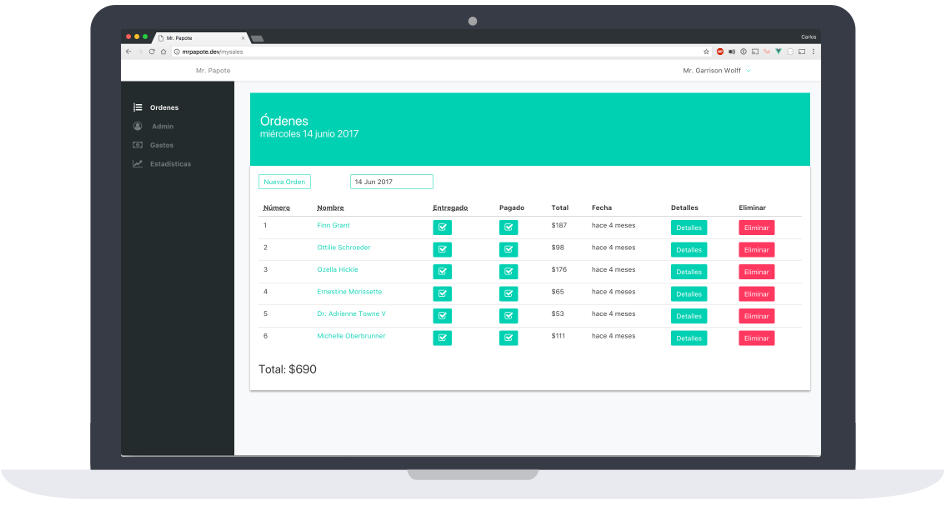 Mr. Papote
Carlos
mrpapote.dev/mysales
Mr. Papote
Mr. Garrison Wolff
Ordenes
Admin
Gastos
Estadísticas
Órdenes
miércoles 14 junio 2017
Nueva Orden
14 Jun 2017
Número Nombre Entregado Pagado Total Fecha Detalles Eliminar
1 Finn Grant $187 hace 4 meses Detalles Eliminar
2 Ottilie Schroeder $98 hace 4 meses Detalles Eliminar
3 Ozella Hickle $176 hace 4 meses Detalles Eliminar
4 Ernestine Morissette $65 hace 4 meses Detalles Eliminar
5 Dr. Adrienne Towne V $53 hace 4 meses Detalles Eliminar
6 Michelle Oberbrunner $111 hace 4 meses Detalles Eliminar
Total: $690